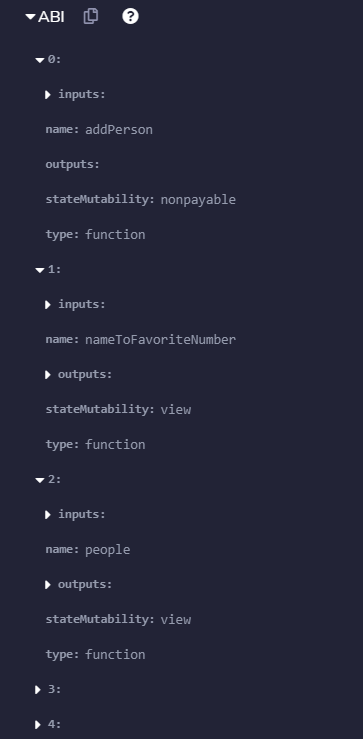 ABI
0:
inputs:
name: addPerson
outputs:
stateMutability: nonpayable
type: function
1:
inputs:
name: nameToFavoriteNumber
outputs:
stateMutability: view
type: function
2:
inputs:
name: people
outputs:
stateMutability: view
type: function
3:
4: